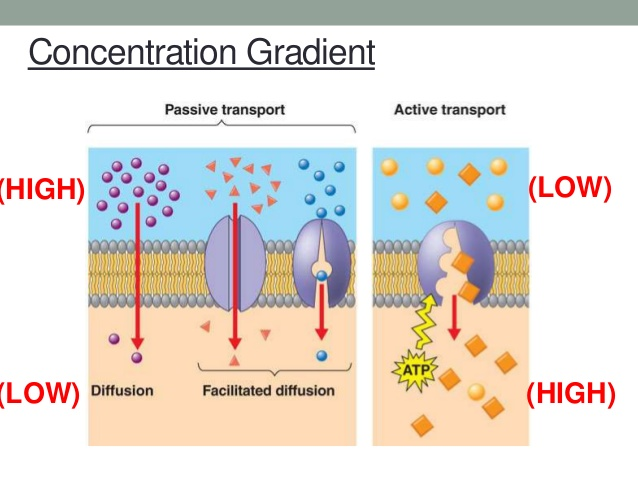 Concentration Gradient
Passive transport
Active transport
(HIGH)
(LOW)
ATP
(LOW)
Diffusion
Facilitated diffusion
(HIGH)